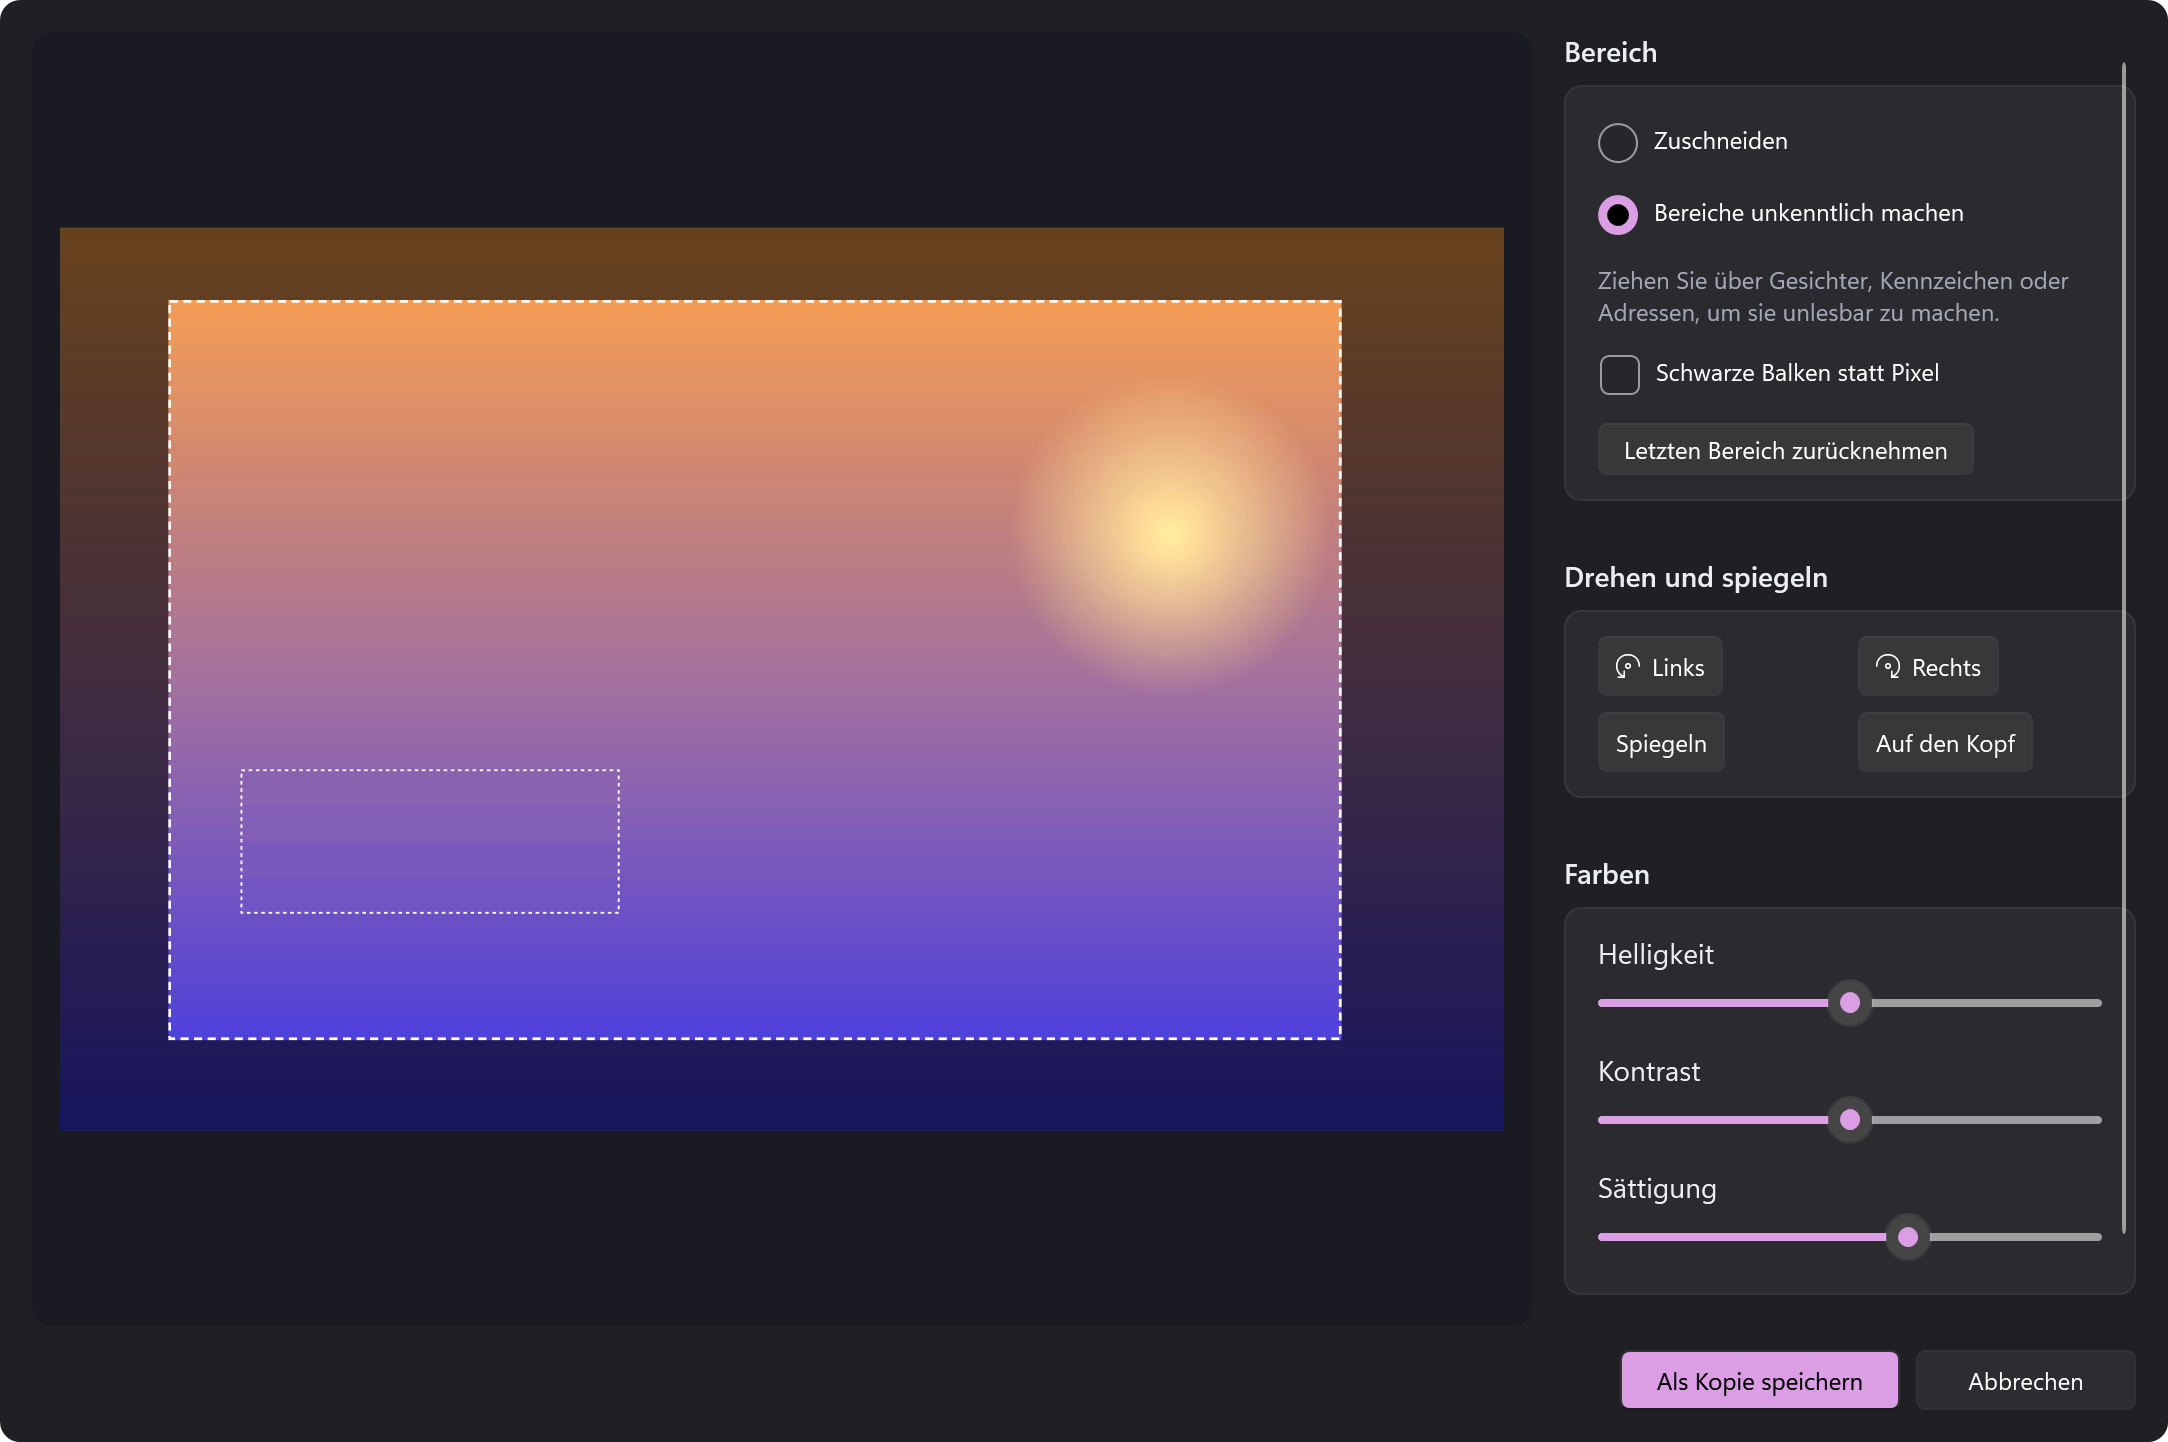 Bereich
Zuschneiden
Bereiche unkenntlich machen
Ziehen Sie über Gesichter, Kennzeichen oder
Adressen, um sie unlesbar zu machen.
Schwarze Balken statt Pixel
Letzten Bereich zurücknehmen
Drehen und spiegeln
Links
Rechts
Spiegeln
Auf den Kopf
Farben
Helligkeit
Kontrast
Sättigung
Als Kopie speichern
Abbrechen